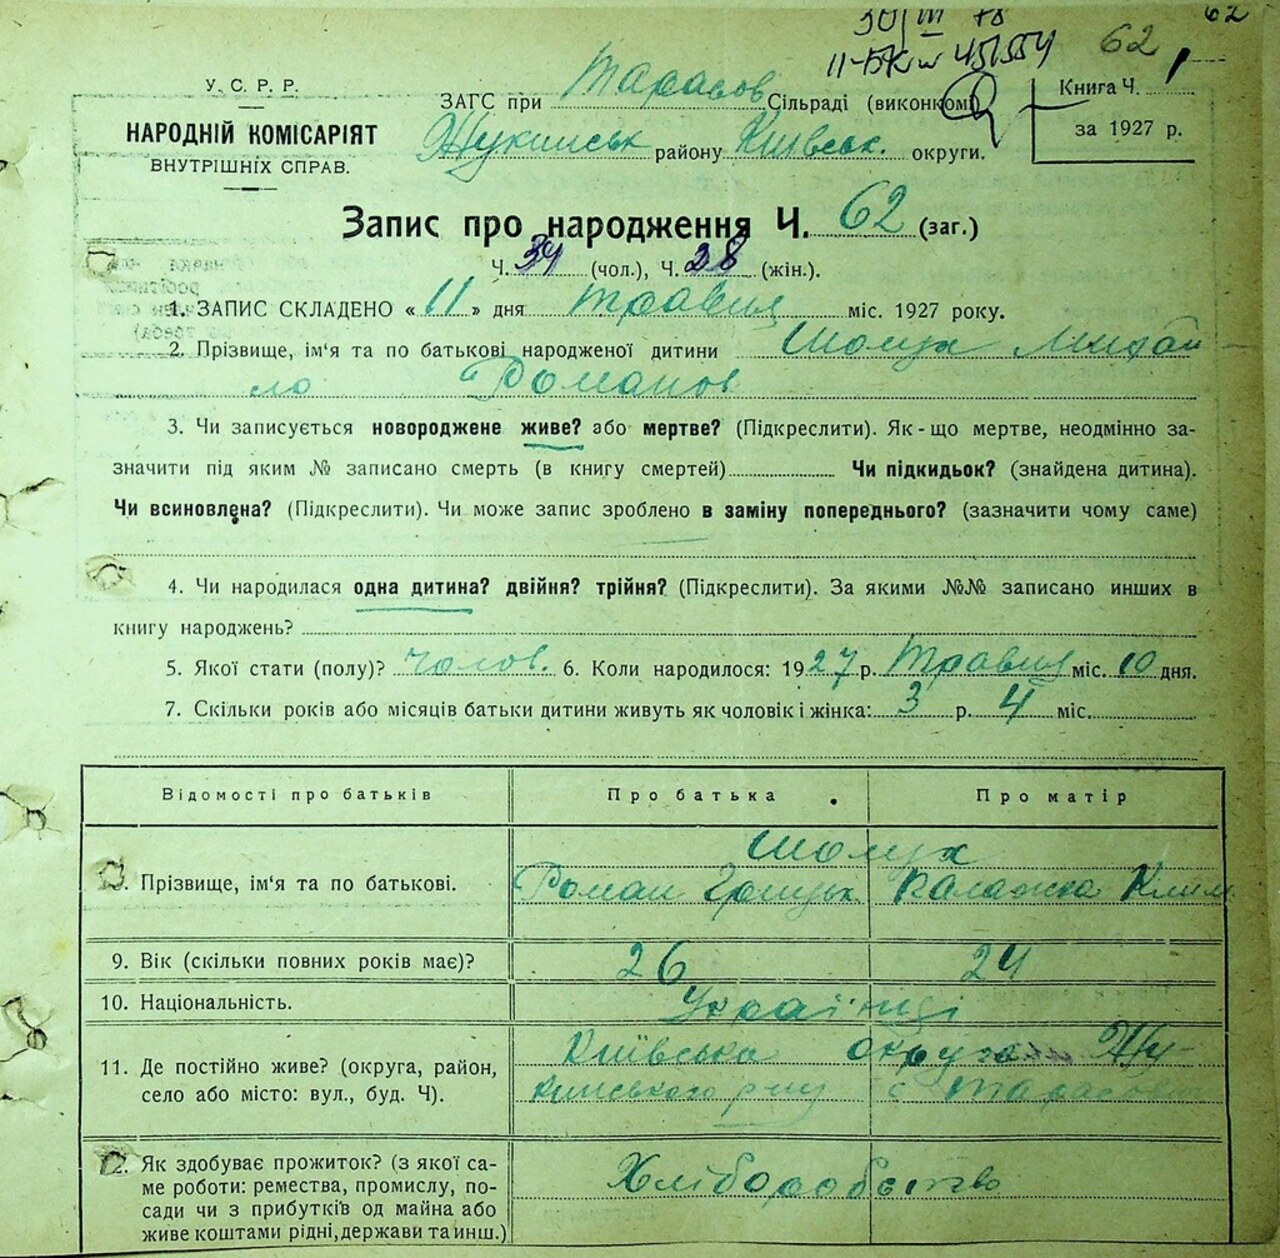 62
30/III 78
62
У. С. Р. Р.
НАРОДНІЙ КОМІСАРІЯТ
ВНУТРІШНІХ СПРАВ.
ЗАГС при Тарасов Сільраді (виконком)
Жукинськ району Київськ. округи.
Книга Ч. 1
за 1927 р.
Запис про народження Ч. 62 (заг.)
Ч. 34 (чол.), Ч. 28 (жін.).
1. ЗАПИС СКЛАДЕНО « 11 » дня травня міс. 1927 року.
2. Прізвище, ім'я та по батькові народженої дитини Шолух Михай-
ло Романов
3. Чи записується новороджене живе? або мертве? (Підкреслити). Як-що мертве, неодмінно за-
значити під яким № записано смерть (в книгу смертей) Чи підкидьок? (знайдена дитина).
Чи всиновлена? (Підкреслити). Чи може запис зроблено в заміну попереднього? (зазначити чому саме)
4. Чи народилася одна дитина? двійня? трійня? (Підкреслити). За якими №№ записано инших в
книгу народжень?
5. Якої стати (полу)? чолов. 6. Коли народилося: 1927 р. травня міс. 10 дня.
7. Скільки років або місяців батьки дитини живуть як чоловік і жінка: 3 р. 4 міс.
Відомості про батьків Про батька Про матір
Шолух
8. Прізвище, ім'я та по батькові. Роман Грицьк. Палажка Клим
9. Вік (скільки повних років має)? 26 24
10. Національність. Українці
11. Де постійно живе? (округа, район,
село або місто: вул., буд. Ч).
Київська округа Жу-
кинського р-ну с
12. Як здобуває прожиток? (з якої са-
ме роботи: ремества, промислу, по-
сади чи з прибутків од майна або
живе коштами рідні, держави та инш.)
Хліборобство